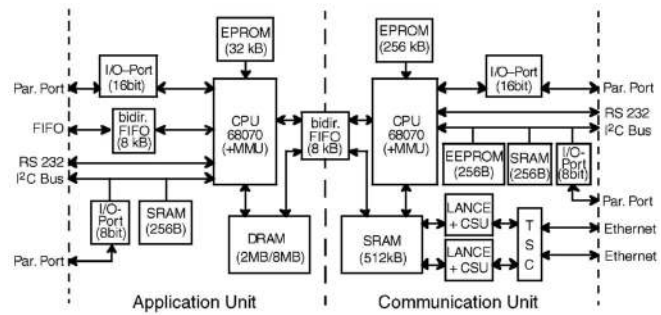 EPROM
(32 kB)
EPROM
(256 kB)
I/O-Port
(16bit)
I/O-Port
(16bit)
Par. Port
Par. Port
CPU
68070
(+MMU)
bidir.
FIFO
(8 kB)
CPU
68070
(+MMU)
FIFO
bidir.
FIFO
(8 kB)
RS 232
I²C Bus
RS 232
I²C Bus
EEPROM
(256B)
SRAM
(256B)
I/O-Port
(8bit)
I/O-
Port
(8bit)
SRAM
(256B)
Par. Port
DRAM
(2MB/8MB)
SRAM
(512kB)
LANCE
+ CSU
LANCE
+ CSU
T
S
C
Ethernet
Ethernet
Par. Port
Application Unit
Communication Unit